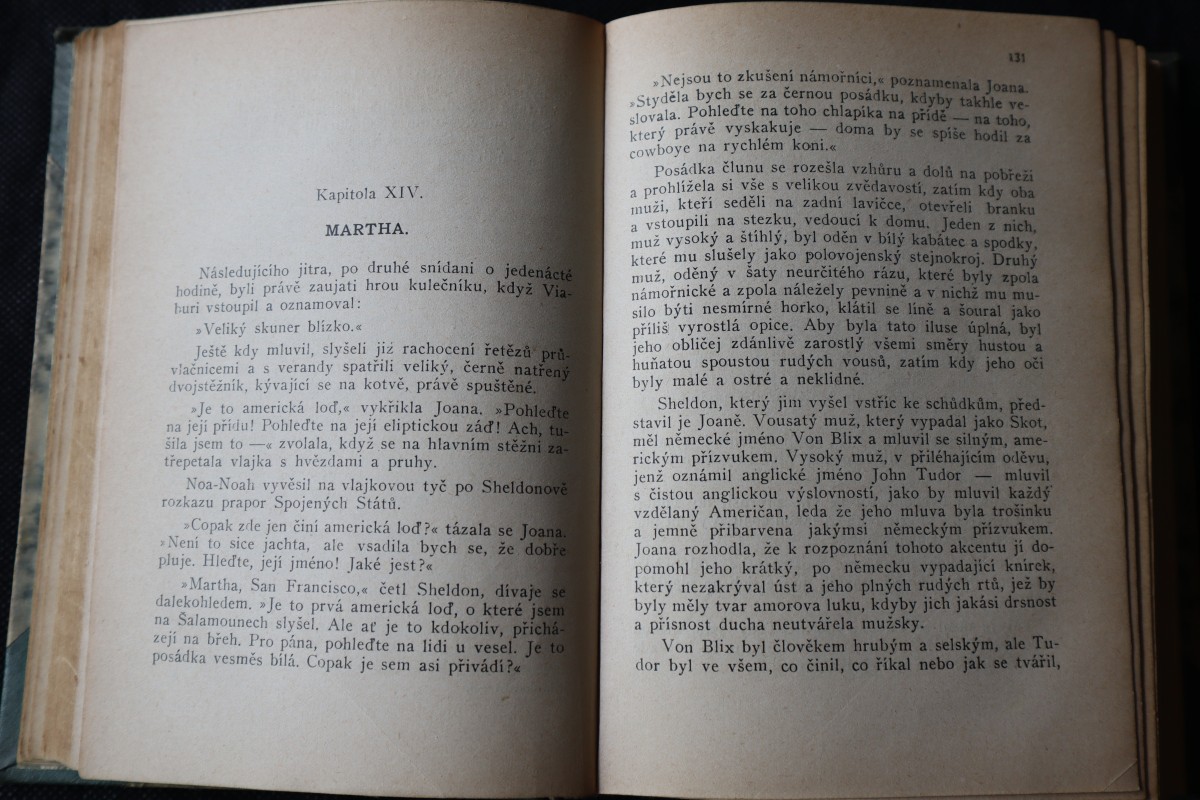 Kapitola XIV.
MARTHA.
Následujícího jitra, po druhé snídani o jedenácté
hodině, byli právě zaujati hrou kulečníku, když Via-
buri vstoupil a oznamoval:
»Veliký skuner blízko.«
Ještě kdy mluvil, slyšeli již rachocení řetězů prů-
vlačnicemi a s verandy spatřili veliký, černě natřený
dvojstěžník, kývající se na kotvě, právě spuštěné.
»Je to americká loď,« vykřikla Joana. »Pohleďte
na její přídu! Pohleďte na její eliptickou záď! Ach, tu-
šila jsem to —« zvolala, když se na hlavním stěžni za-
třepetala vlajka s hvězdami a pruhy.
Noa-Noah vyvěsil na vlajkovou tyč po Sheldonově
rozkazu prapor Spojených Států.
»Copak zde jen činí americká loď?« tázala se Joana.
»Není to sice jachta, ale vsadila bych se, že dobře
pluje. Hleďte, její jméno! Jaké jest?«
»Martha, San Francisco,« četl Sheldon, dívaje se
dalekohledem. »Je to prvá americká loď, o které jsem
na Šalamounech slyšel. Ale ať je to kdokoliv, přichá-
zejí na břeh. Pro pána, pohleďte na lidi u vesel. Je to
posádka vesměs bílá. Copak je sem asi přivádí?«
131
»Nejsou to zkušení námořníci,« poznamenala Joana.
»Styděla bych se za černou posádku, kdyby takhle ve-
slovala. Pohleďte na toho chlapíka na přídě — na toho,
který právě vyskakuje — doma by se spíše hodil za
cowboye na rychlém koni.«
Posádka člunu se rozešla vzhůru a dolů na pobřeží
a prohlížela si vše s velikou zvědavostí, zatím kdy oba
muži, kteří seděli na zadní lavičce, otevřeli branku
a vstoupili na stezku, vedoucí k domu. Jeden z nich,
muž vysoký a štíhlý, byl oděn v bílý kabátec a spodky,
které mu slušely jako polovojenský stejnokroj. Druhý
muž, oděný v šaty neurčitého rázu, které byly zpola
námořnické a zpola náležely pevnině a v nichž mu mu-
silo býti nesmírné horko, klátil se líně a šoural jako
příliš vyrostlá opice. Aby byla tato iluse úplná, byl
jeho obličej zdánlivě zarostlý všemi směry hustou a
huňatou spoustou rudých vousů, zatím kdy jeho oči
byly malé a ostré a neklidné.
Sheldon, který jim vyšel vstříc ke schůdkům, před-
stavil je Joaně. Vousatý muž, který vypadal jako Skot,
měl německé jméno Von Blix a mluvil se silným, ame-
rickým přízvukem. Vysoký muž, v přiléhajícím oděvu,
jenž oznámil anglické jméno John Tudor — mluvil
s čistou anglickou výslovností, jako by mluvil každý
vzdělaný Američan, leda že jeho mluva byla trošinku
a jemně přibarvena jakýmsi německým přízvukem.
Joana rozhodla, že k rozpoznání tohoto akcentu jí do-
pomohl jeho krátký, po německu vypadající knírek,
který nezakrýval úst a jeho plných rudých rtů, jež by
byly měly tvar amorova luku, kdyby jich jakási drsnost
a přísnost ducha neutvářela mužsky.
Von Blix byl člověkem hrubým a selským, ale Tu-
dor byl ve všem, co činil, co říkal nebo jak se tvářil,